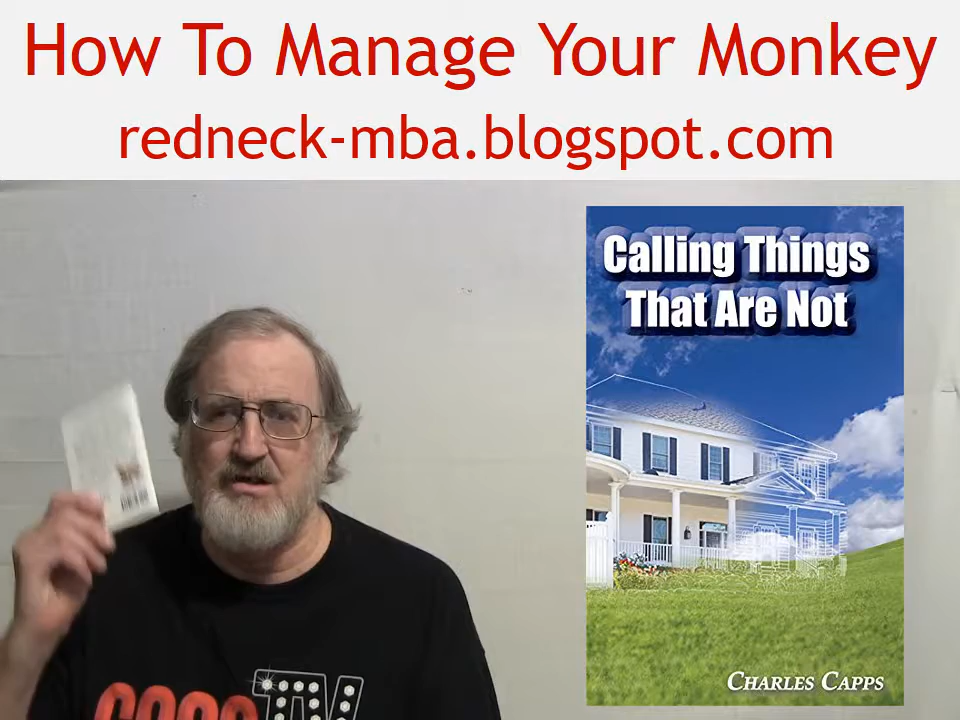 How To Manage Your Monkey
redneck-mba.blogspot.com
Calling Things
That Are Not
CHARLES CAPPS